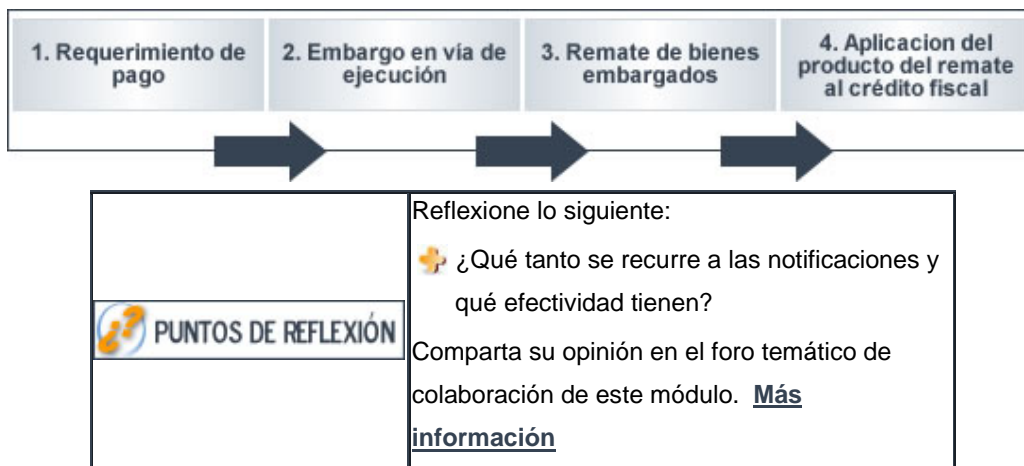 1. Requerimiento de
pago
2. Embargo en vía de
ejecución
3. Remate de bienes
embargados
4. Aplicacion del
producto del remate
al crédito fiscal
¿? PUNTOS DE REFLEXIÓN
Reflexione lo siguiente:
¿Qué tanto se recurre a las notificaciones y
qué efectividad tienen?
Comparta su opinión en el foro temático de
colaboración de este módulo. Más
información